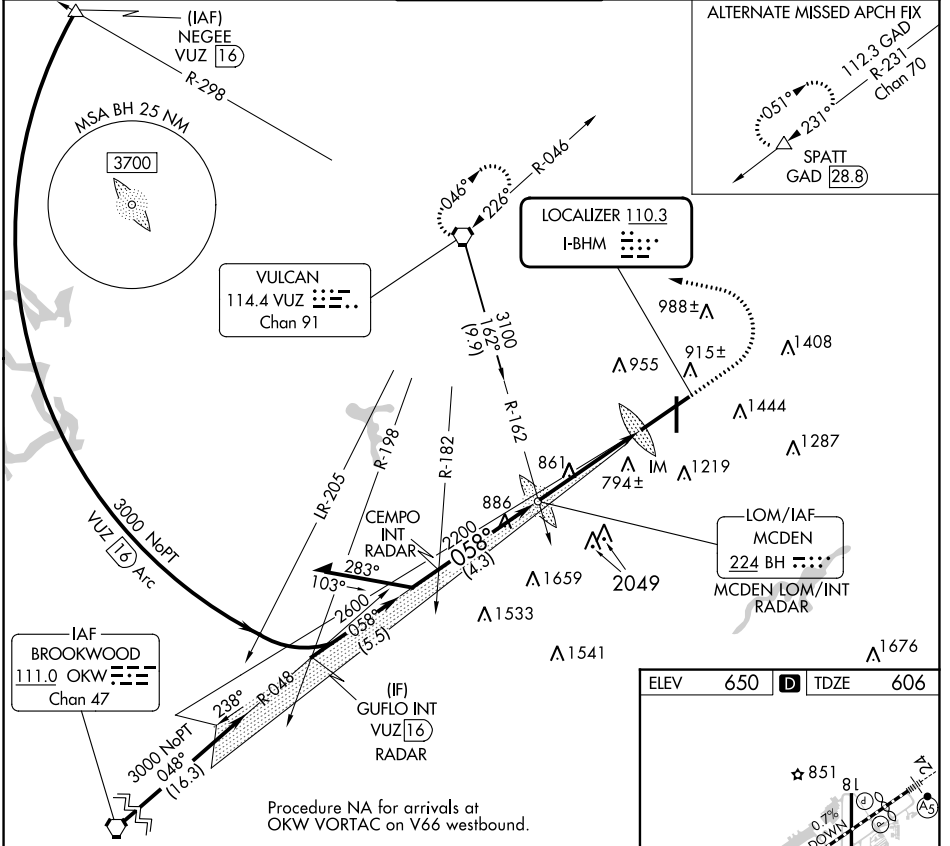 (IAF)
NEGEE
VUZ 16
R-298
MSA BH 25 NM
3700
ALTERNATE MISSED APCH FIX
112.3 GAD
R-231
Chan 70
051°
231°
SPATT
GAD 28.8
R-046
046°
226°
LOCALIZER 110.3
I-BHM
VULCAN
114.4 VUZ
Chan 91
3100
162°
(9.9)
R-162
988±
915±
955
1408
1444
1287
1219
IM
794±
861
886
LR-205
R-198
R-182
3000 NoPT
VUZ 16 Arc
CEMPO
INT
RADAR
283°
103°
2200
058°
(4.3)
2600
058°
(5.5)
LOM/IAF
MCDEN
224 BH
MCDEN LOM/INT
RADAR
2049
1659
1533
1541
1676
IAF
BROOKWOOD
111.0 OKW
Chan 47
238°
R-048
3000 NoPT
048°
(16.3)
(IF)
GUFLO INT
VUZ 16
RADAR
Procedure NA for arrivals at
OKW VORTAC on V66 westbound.
ELEV 650 D TDZE 606
851
18
24
0.7%
DOWN
P
P
A5